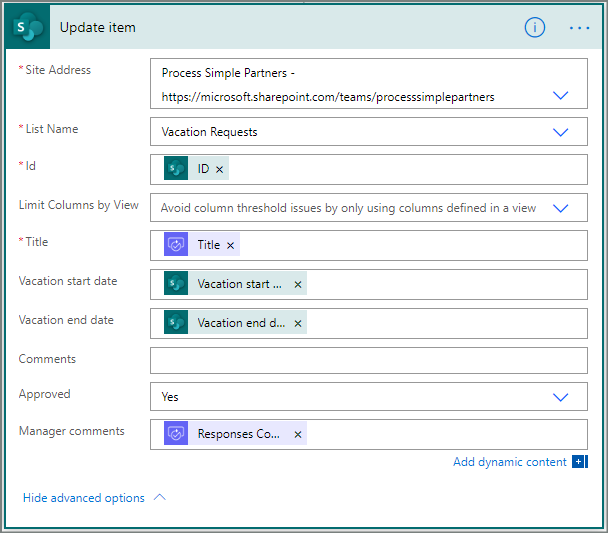 Update item
* Site Address
Process Simple Partners -
https://microsoft.sharepoint.com/teams/processsimplepartners
* List Name
Vacation Requests
* Id
ID ×
Limit Columns by View
Avoid column threshold issues by only using columns defined in a view
* Title
Title ×
Vacation start date
Vacation start ... ×
Vacation end date
Vacation end d... ×
Comments
Approved
Yes
Manager comments
Responses Co... ×
Add dynamic content
Hide advanced options